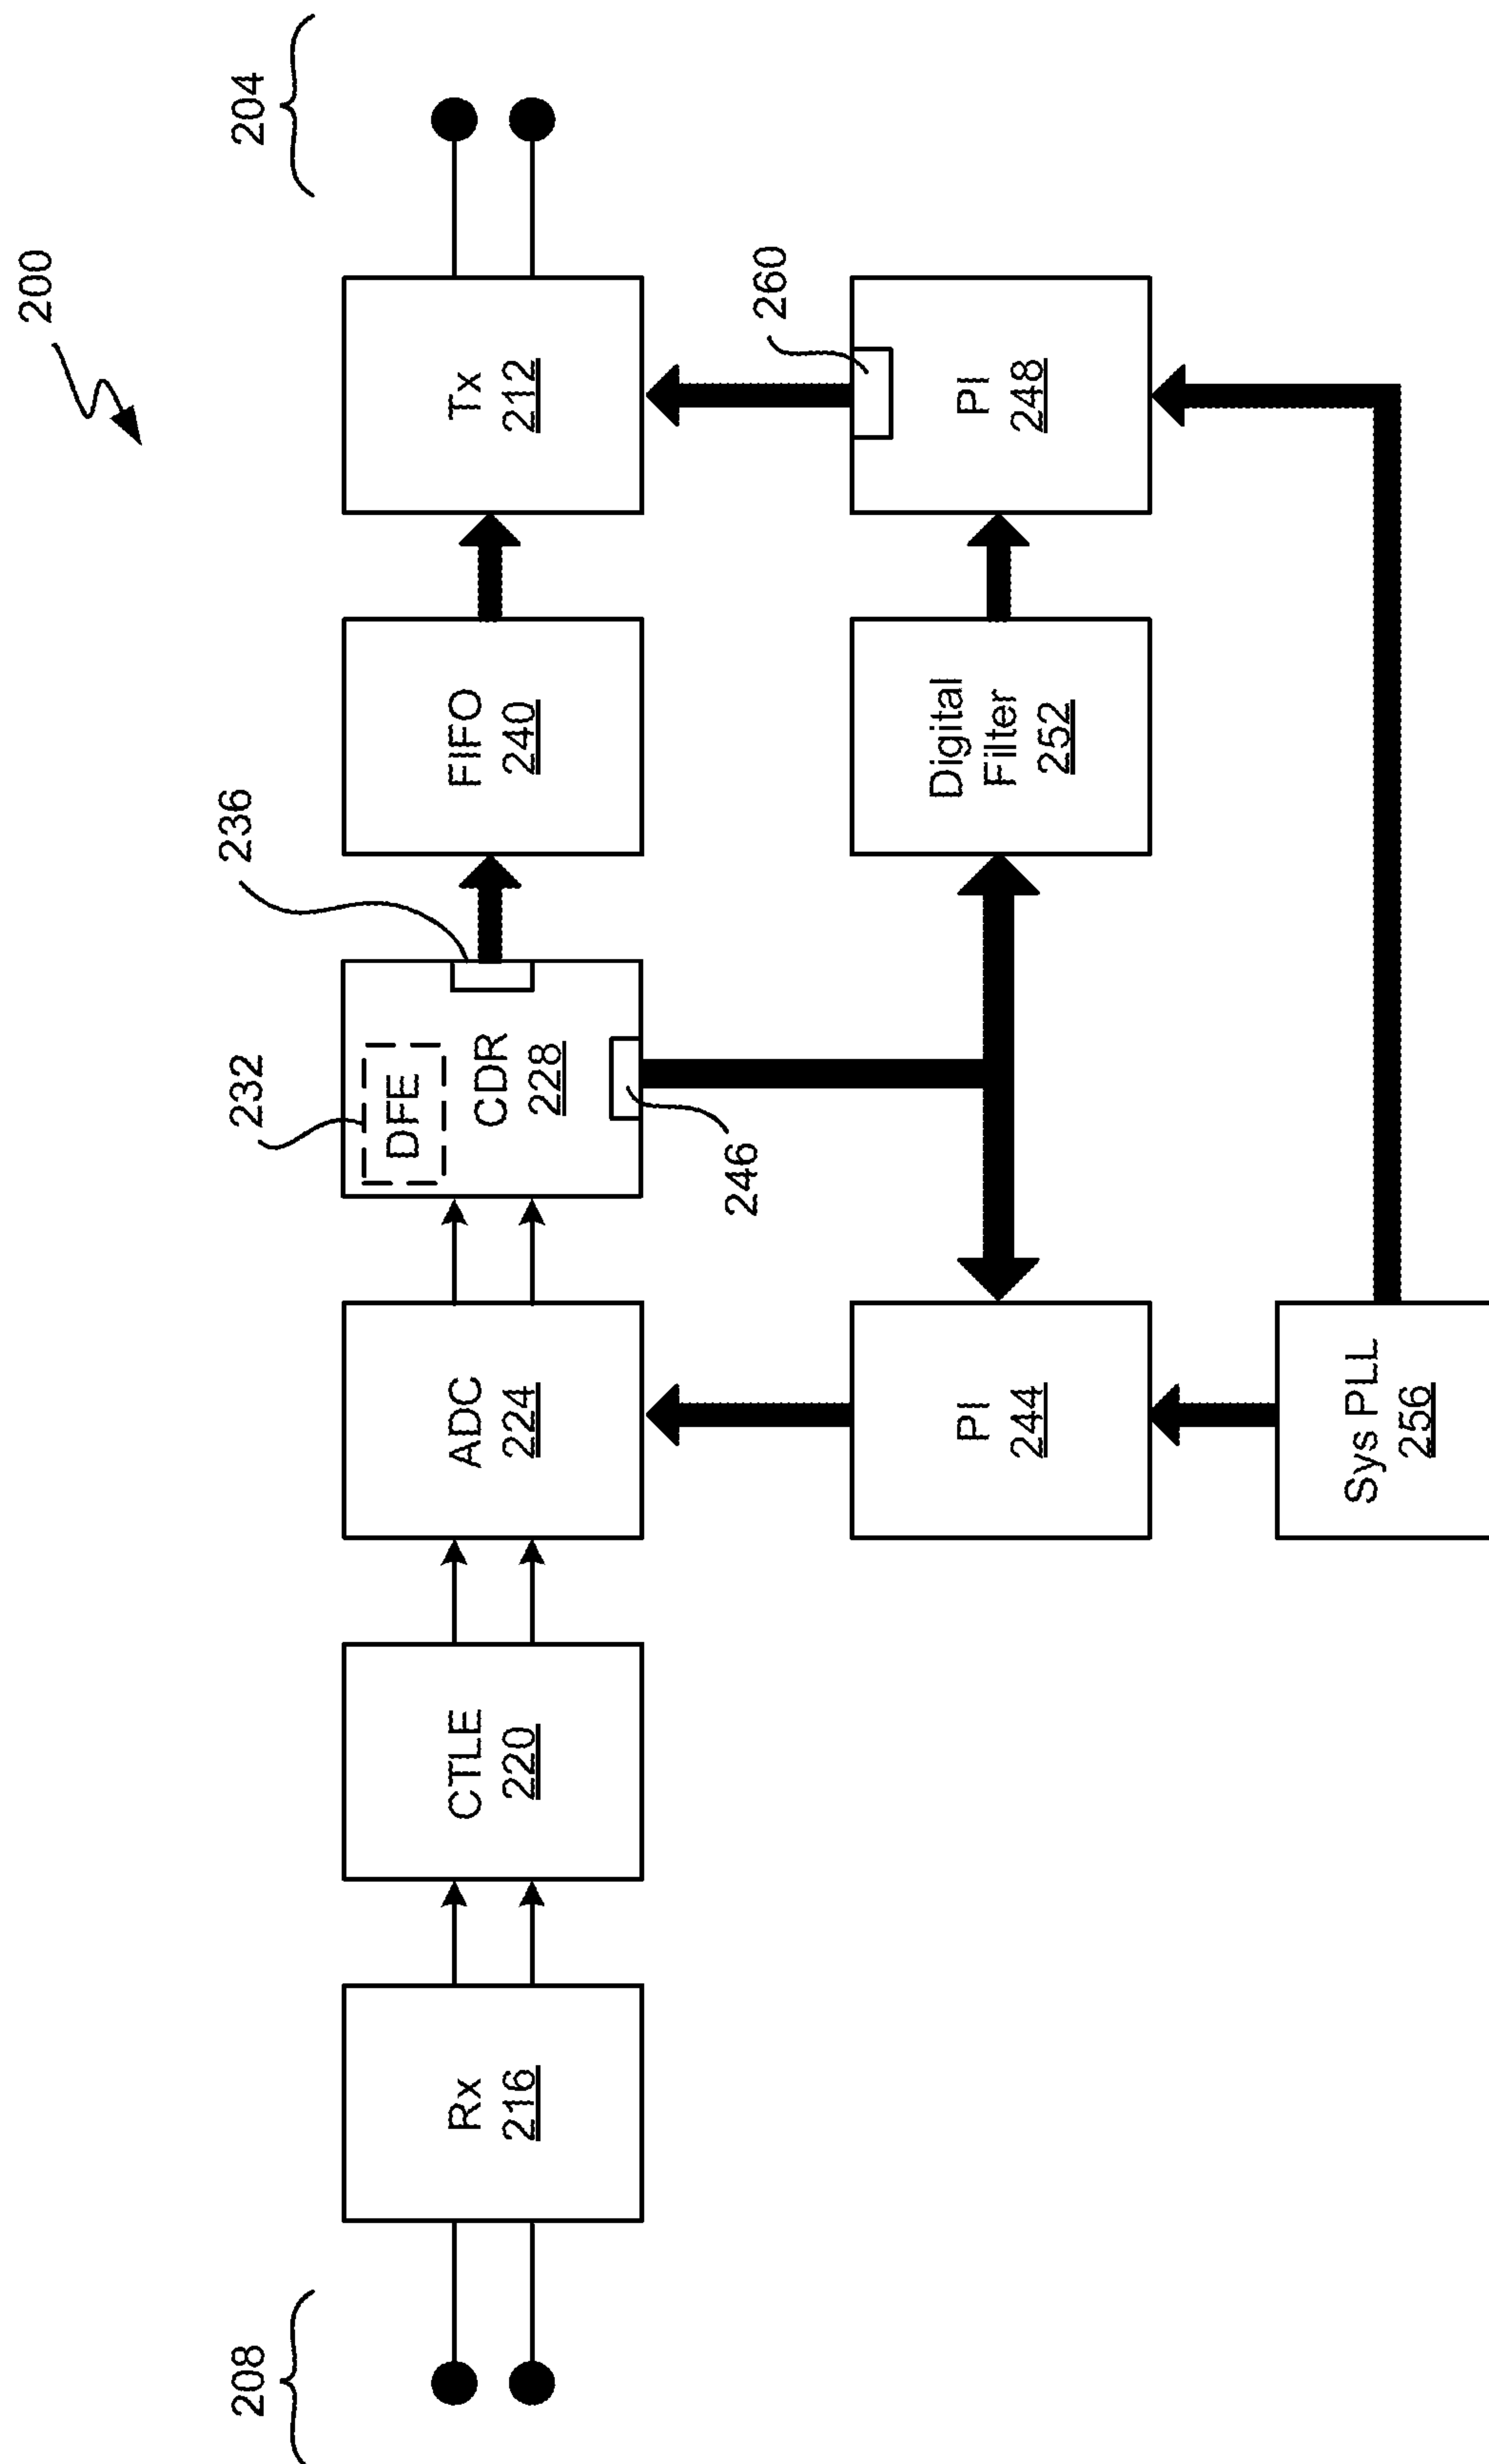 200
204
208
232
236
Rx
216
CTLE
220
ADC
224
DFE
CDR
228
FIFO
240
Tx
212
246
260
PI
244
Digital
Filter
252
PI
248
Sys PLL
256